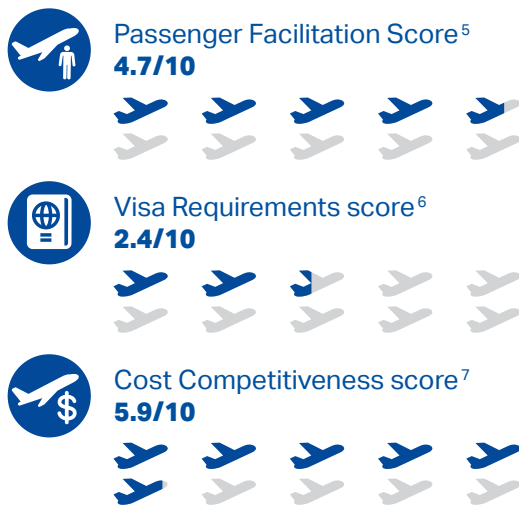 Passenger Facilitation Score⁵
4.7/10
Visa Requirements score⁶
2.4/10
Cost Competitiveness score⁷
5.9/10
$